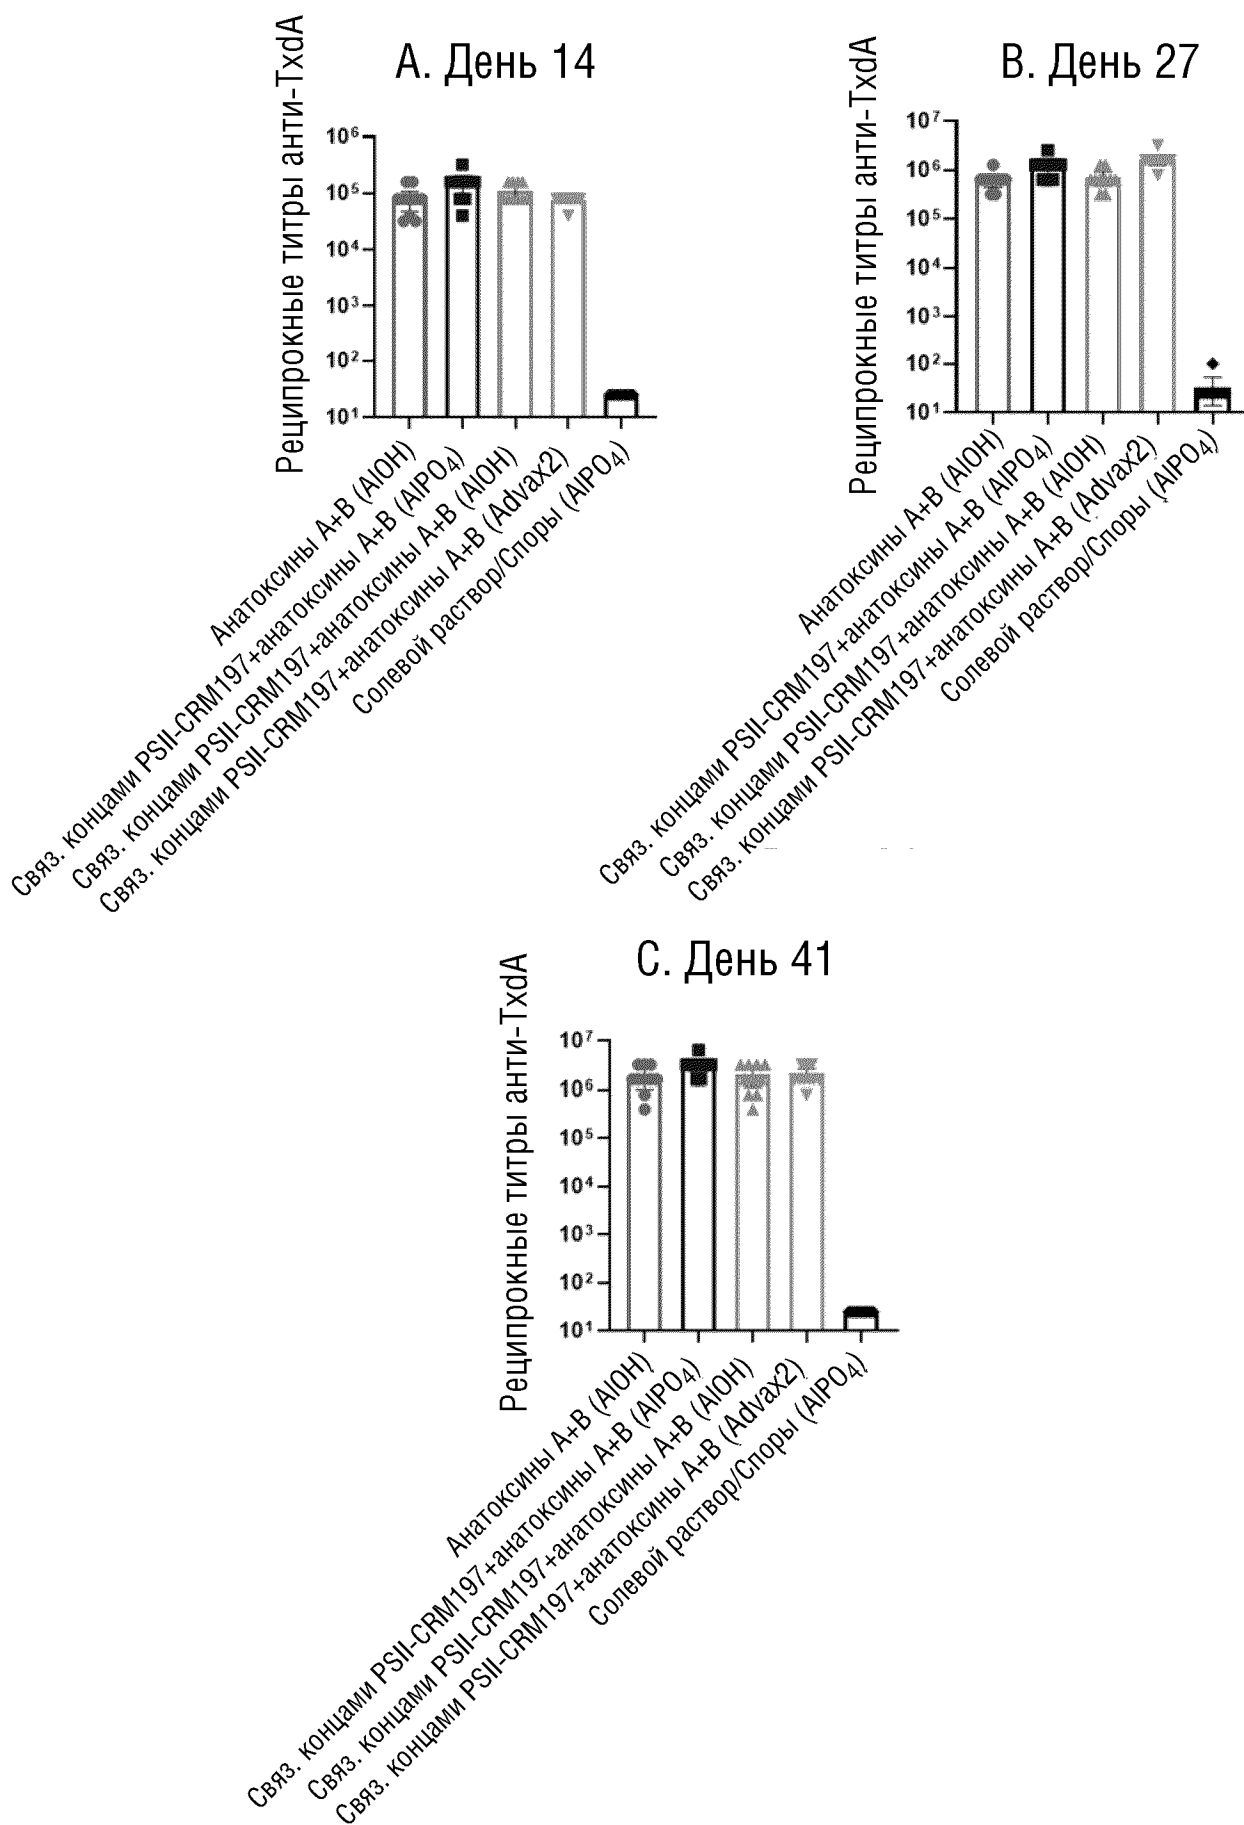 A. День 14
Реципрокные титры анти-TxdA
10⁶
10⁵
10⁴
10³
10²
10¹
Анатоксины A+B (AlOH)
Связ. концами PSII-CRM197+анатоксины A+B (AlPO₄)
Связ. концами PSII-CRM197+анатоксины A+B (AlOH)
Связ. концами PSII-CRM197+анатоксины A+B (Advax2)
Солевой раствор/Споры (AlPO₄)
B. День 27
Реципрокные титры анти-TxdA
10⁷
10⁶
10⁵
10⁴
10³
10²
10¹
Анатоксины A+B (AlOH)
Связ. концами PSII-CRM197+анатоксины A+B (AlPO₄)
Связ. концами PSII-CRM197+анатоксины A+B (AlOH)
Связ. концами PSII-CRM197+анатоксины A+B (Advax2)
Солевой раствор/Споры (AlPO₄)
C. День 41
Реципрокные титры анти-TxdA
10⁷
10⁶
10⁵
10⁴
10³
10²
10¹
Анатоксины A+B (AlOH)
Связ. концами PSII-CRM197+анатоксины A+B (AlPO₄)
Связ. концами PSII-CRM197+анатоксины A+B (AlOH)
Связ. концами PSII-CRM197+анатоксины A+B (Advax2)
Солевой раствор/Споры (AlPO₄)